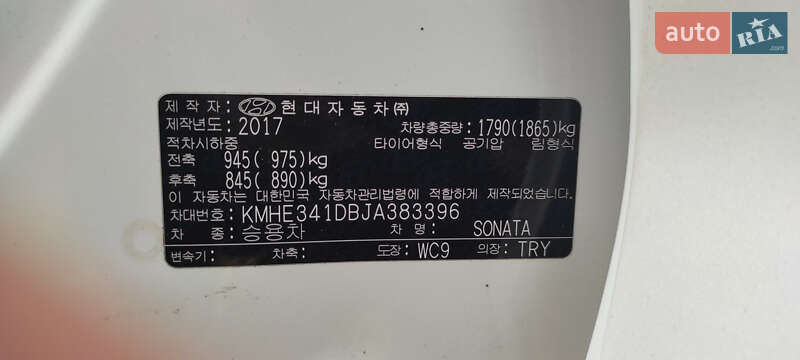 auto RIA.com
제 작 자: 현대자동차㈜
제작년도: 2017 차량총중량: 1790(1865)kg
적차시하중 타이어형식 공기압 림형식
전축 945( 975)kg
후축 845( 890)kg
이 자동차는 대한민국 자동차관리법령에 적합하게 제작되었습니다.
차대번호: KMHE341DBJA383396
차 종: 승용차 차 명: SONATA
변속기: 차축: 도장: WC9 의장: TRY